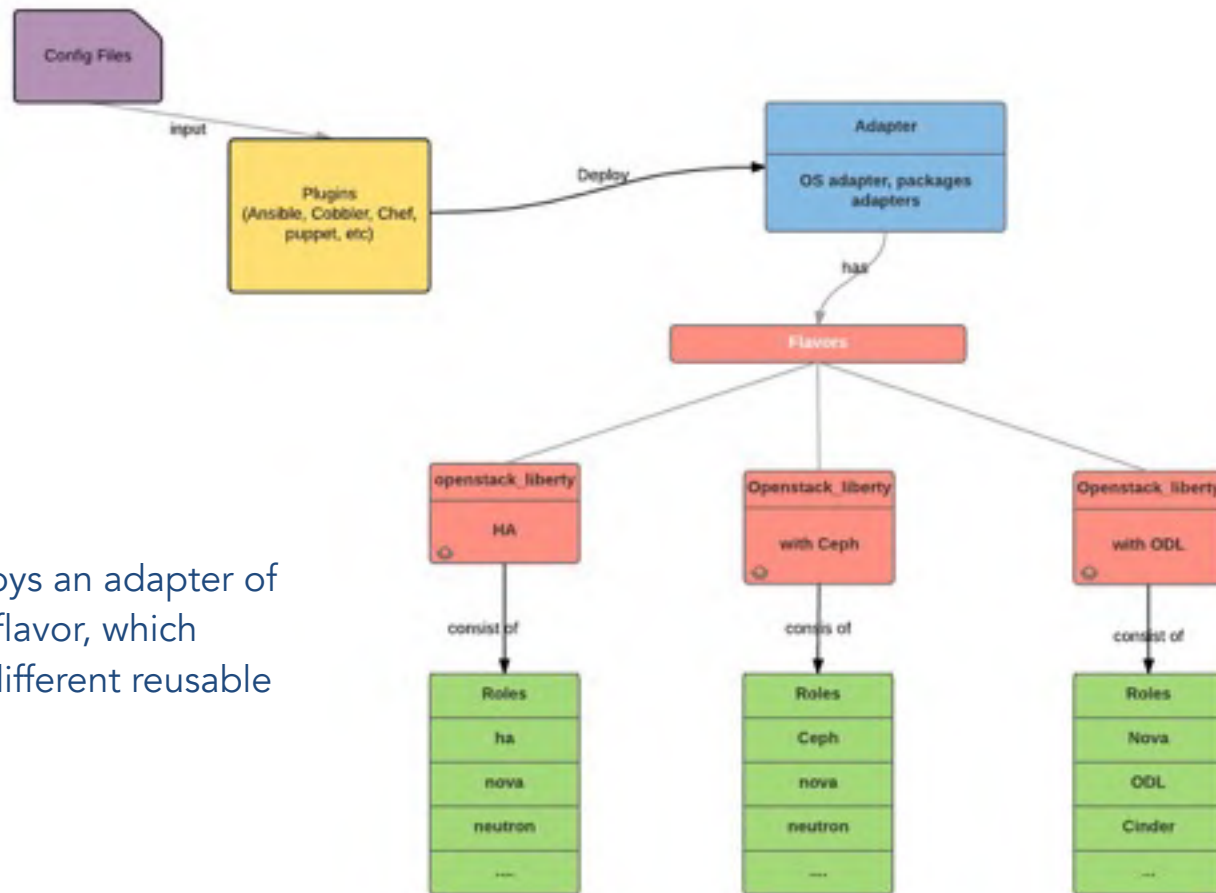 Config Files
input
Plugins
(Ansible, Cobbler, Chef,
puppet, etc)
Deploy
Adapter
OS adapter, packages
adapters
has
Flavors
openstack_liberty
HA
Openstack_liberty
with Ceph
Openstack_liberty
with ODL
oys an adapter of
flavor, which
different reusable
consist of
consis of
consist of
Roles
ha
nova
neutron
....
Roles
Ceph
nova
neutron
....
Roles
Nova
ODL
Cinder
...